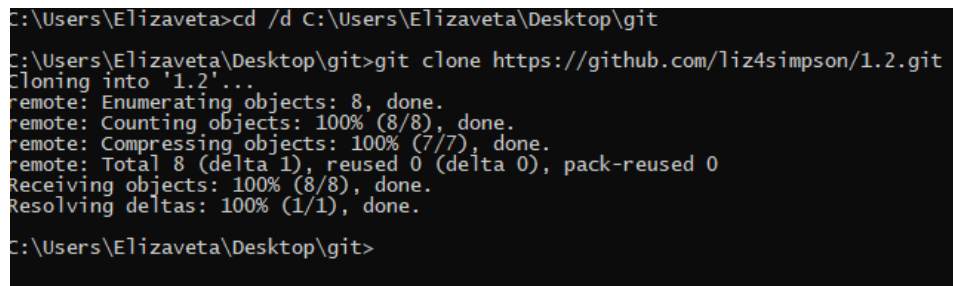 C:\Users\Elizaveta>cd /d C:\Users\Elizaveta\Desktop\git
C:\Users\Elizaveta\Desktop\git>git clone https://github.com/liz4simpson/1.2.git
Cloning into '1.2'...
remote: Enumerating objects: 8, done.
remote: Counting objects: 100% (8/8), done.
remote: Compressing objects: 100% (7/7), done.
remote: Total 8 (delta 1), reused 0 (delta 0), pack-reused 0
Receiving objects: 100% (8/8), done.
Resolving deltas: 100% (1/1), done.
C:\Users\Elizaveta\Desktop\git>